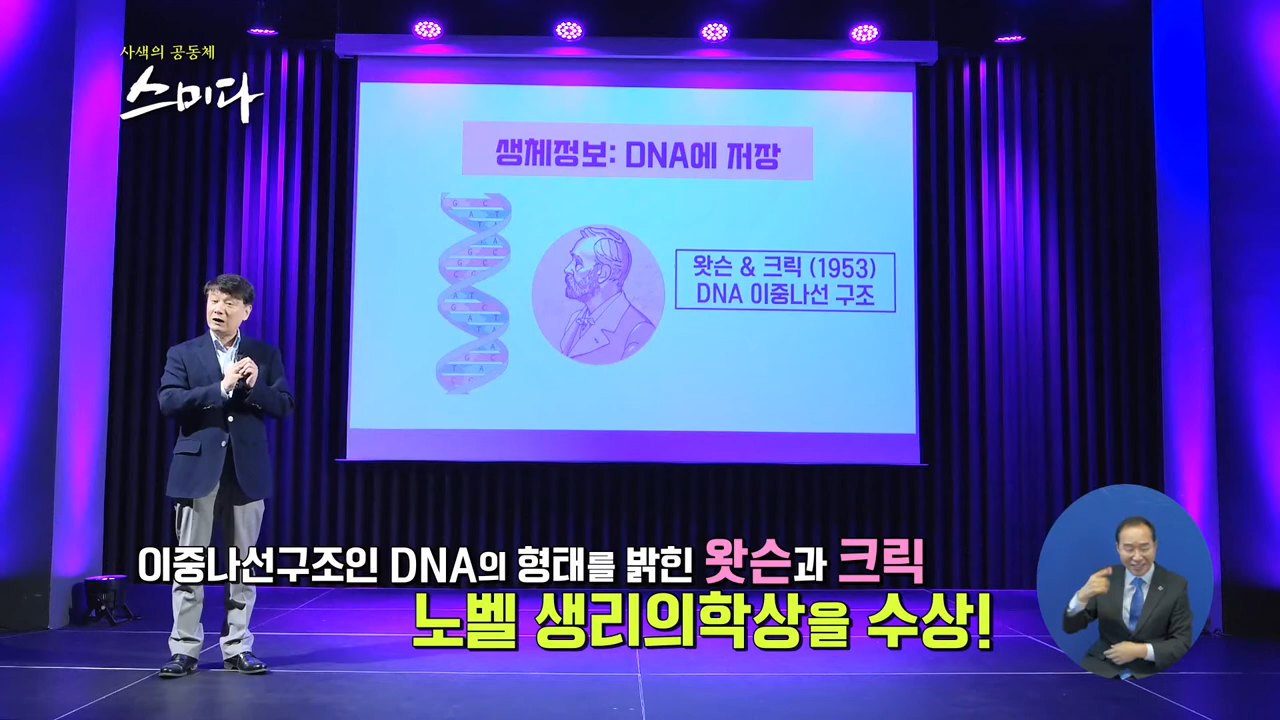 사색의 공동체
스미다
생체정보: DNA에 저장
왓슨 & 크릭 (1953)
DNA 이중나선 구조
이중나선구조인 DNA의 형태를 밝힌 왓슨과 크릭
노벨 생리의학상을 수상!